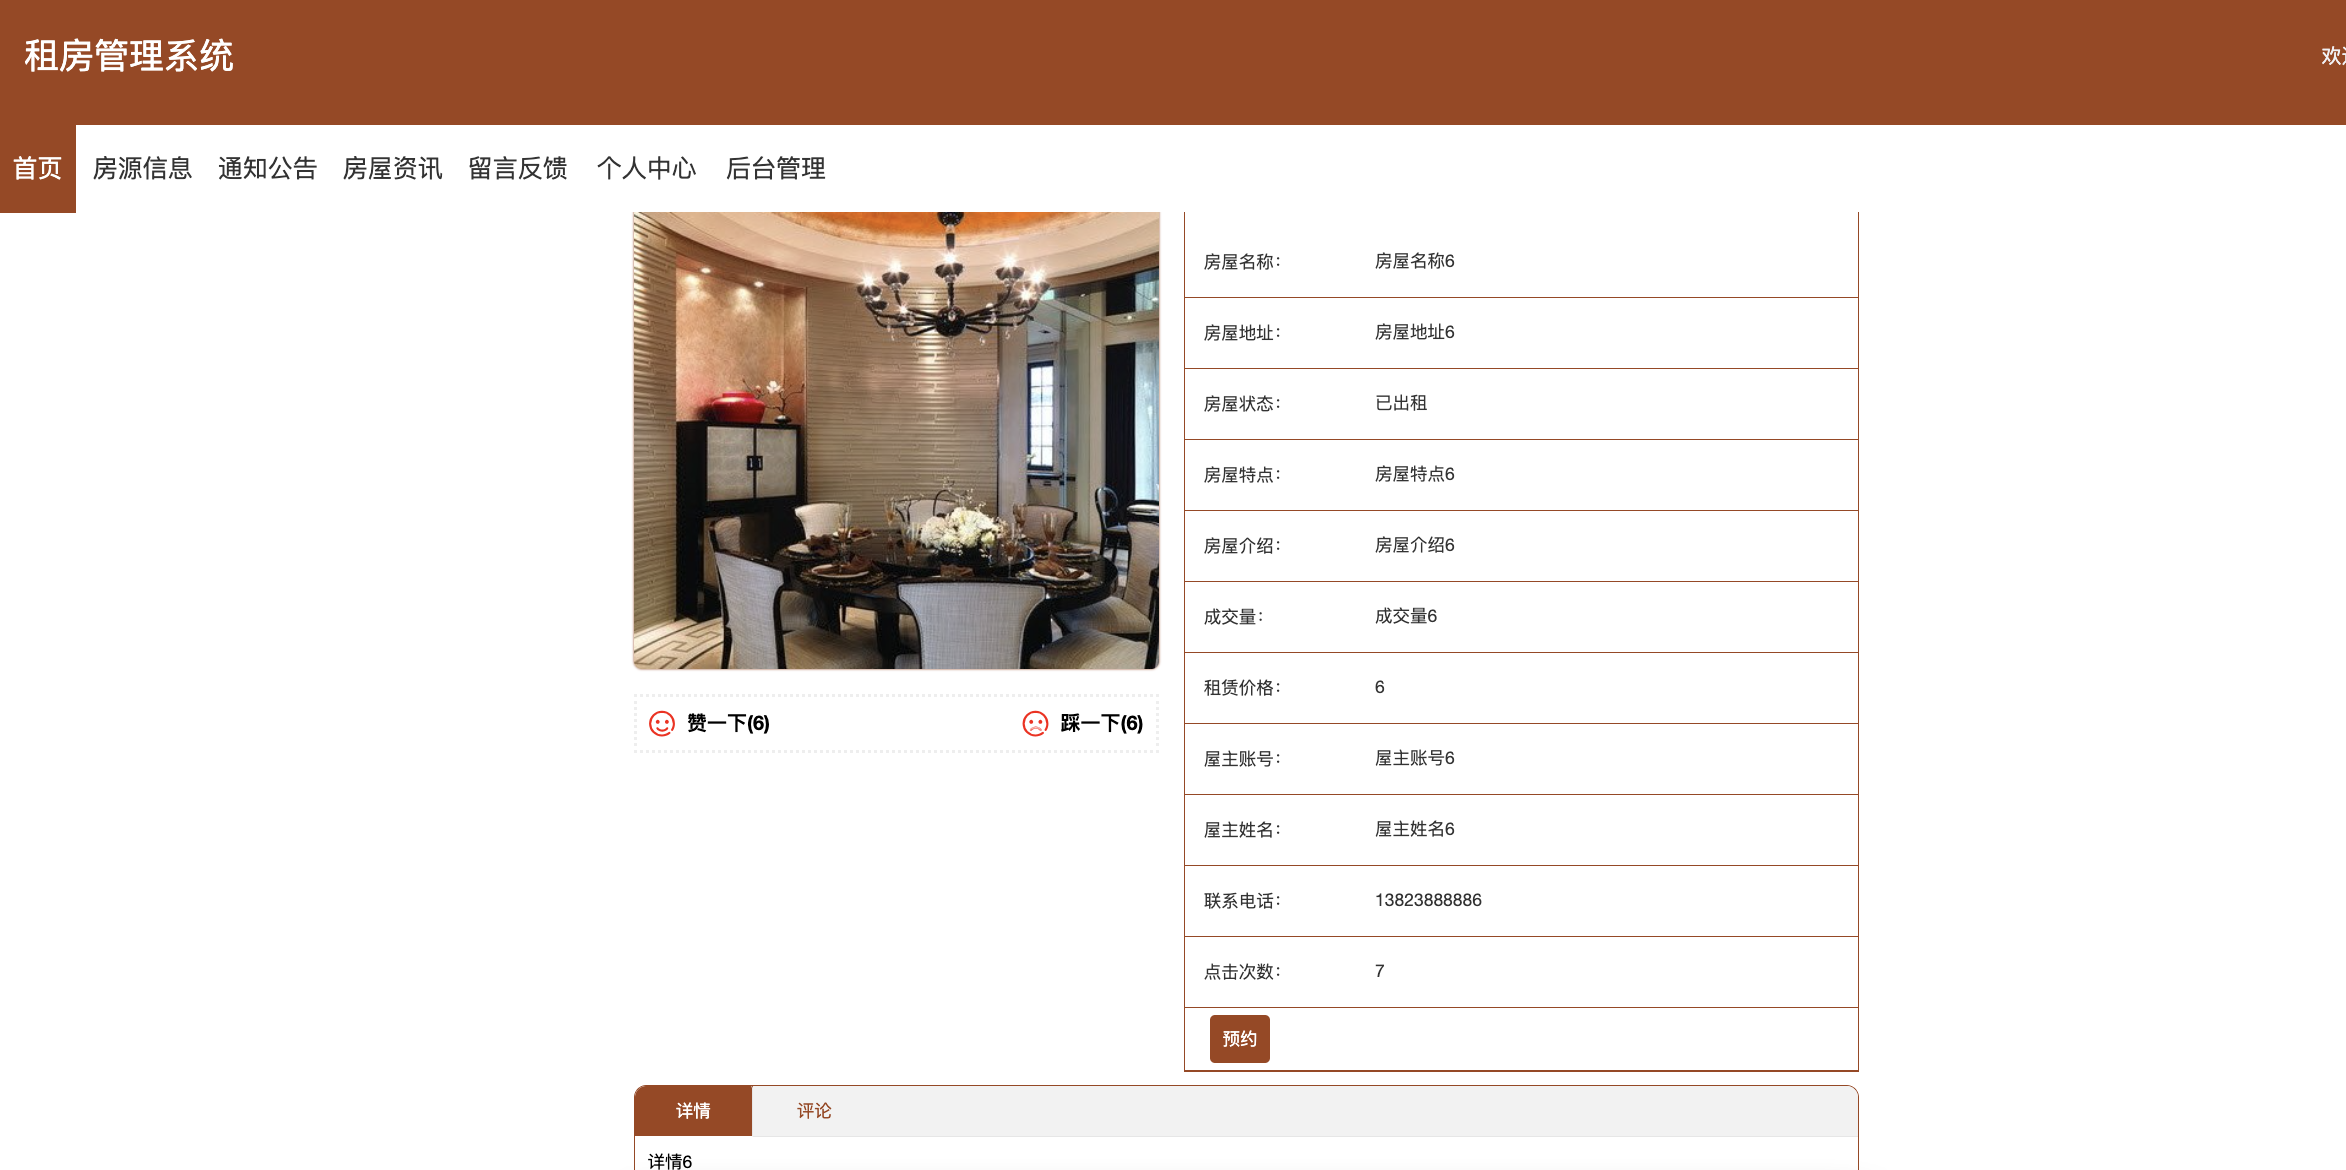 租房管理系统
欢
首页 房源信息 通知公告 房屋资讯 留言反馈 个人中心 后台管理
房屋名称： 房屋名称6
房屋地址： 房屋地址6
房屋状态： 已出租
房屋特点： 房屋特点6
房屋介绍： 房屋介绍6
成交量： 成交量6
租赁价格： 6
屋主账号： 屋主账号6
屋主姓名： 屋主姓名6
联系电话： 13823888886
点击次数： 7
预约
赞一下(6) 踩一下(6)
详情 评论
详情6